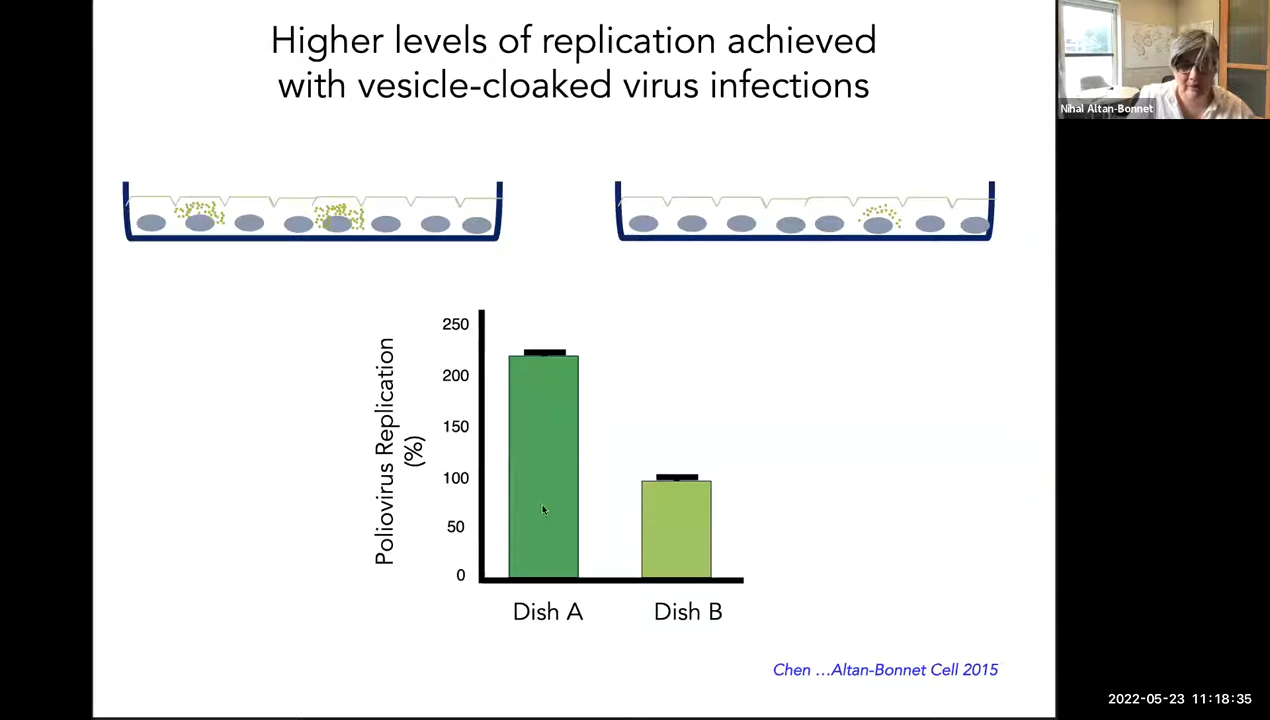 Higher levels of replication achieved
with vesicle-cloaked virus infections
Nihal Altan-Bonnet
Poliovirus Replication
(%)
250
200
150
100
50
0
Dish A
Dish B
Chen ...Altan-Bonnet Cell 2015
2022-05-23 11:18:35